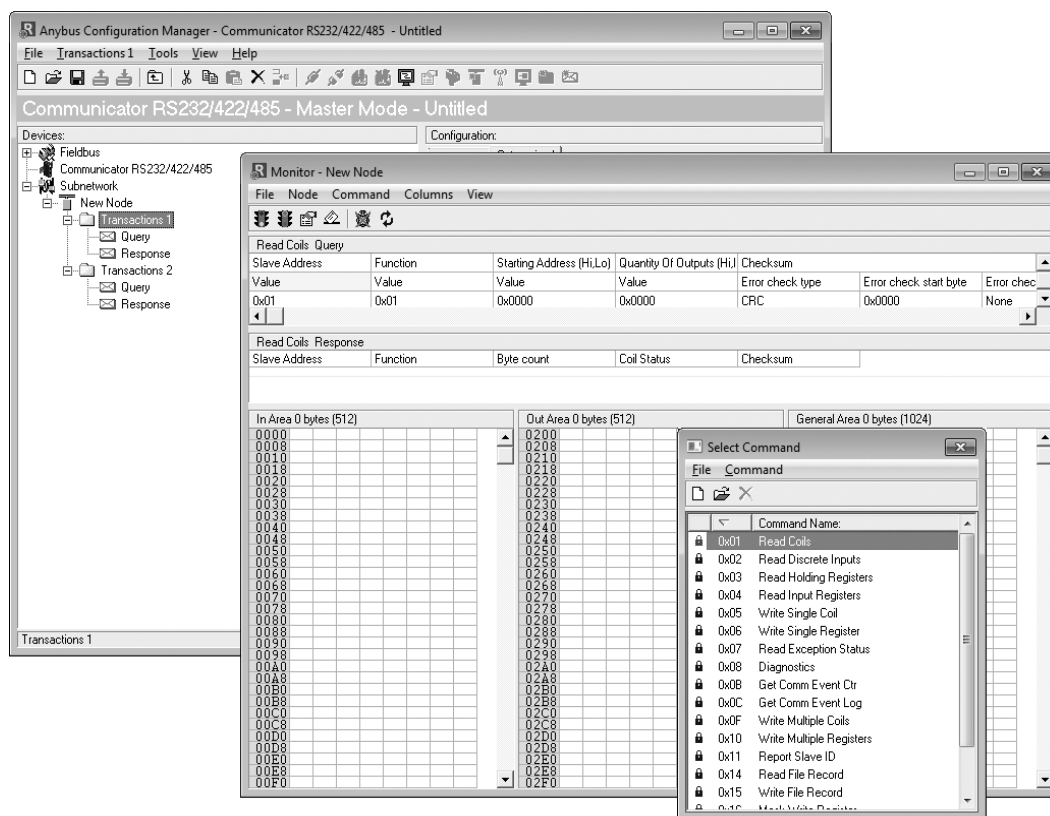 Anybus Configuration Manager - Communicator RS232/422/485 - Untitled
File Transactions 1 Tools View Help
Communicator RS232/422/485 - Master Mode - Untitled
Devices:
Configuration:
Fieldbus
Communicator RS232/422/485
Subnetwork
New Node
Transactions 1
Query
Response
Transactions 2
Query
Response
Transactions 1
Monitor - New Node
File Node Command Columns View
Read Coils Query
Slave Address Function Starting Address (Hi,Lo) Quantity Of Outputs (Hi,l Checksum
Value Value Value Value Error check type Error check start byte Error chec
0x01 0x01 0x0000 0x0000 CRC 0x0000 None
Read Coils Response
Slave Address Function Byte count Coil Status Checksum
In Area 0 bytes (512) Out Area 0 bytes (512) General Area 0 bytes (1024)
0000 0200
0008 0208
0010 0210
0018 0218
0020 0220
0028 0228
0030 0230
0038 0238
0040 0240
0048 0248
0050 0250
0058 0258
0060 0260
0068 0268
0070 0270
0078 0278
0080 0280
0088 0288
0090 0290
0098 0298
00A0 02A0
00A8 02A8
00B0 02B0
00B8 02B8
00C0 02C0
00C8 02C8
00D0 02D0
00D8 02D8
00E0 02E0
00E8 02E8
00F0 02F0
Select Command
File Command
Command Name:
0x01 Read Coils
0x02 Read Discrete Inputs
0x03 Read Holding Registers
0x04 Read Input Registers
0x05 Write Single Coil
0x06 Write Single Register
0x07 Read Exception Status
0x08 Diagnostics
0x0B Get Comm Event Ctr
0x0C Get Comm Event Log
0x0F Write Multiple Coils
0x10 Write Multiple Registers
0x11 Report Slave ID
0x14 Read File Record
0x15 Write File Record
0x16 Mask Write Register